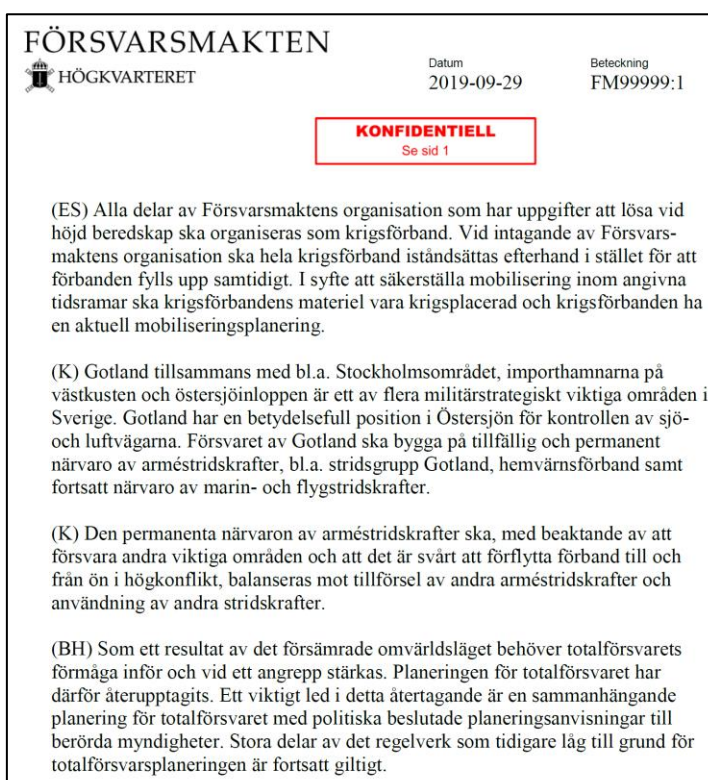 FÖRSVARSMAKTEN
HÖGKVARTERET
Datum
2019-09-29
Beteckning
FM99999:1
KONFIDENTIELL
Se sid 1
(ES) Alla delar av Försvarsmaktens organisation som har uppgifter att lösa vid
höjd beredskap ska organiseras som krigsförband. Vid intagande av Försvars-
maktens organisation ska hela krigsförband iståndsättas efterhand i stället för att
förbanden fylls upp samtidigt. I syfte att säkerställa mobilisering inom angivna
tidsramar ska krigsförbandens materiel vara krigsplacerad och krigsförbanden ha
en aktuell mobiliseringsplanering.
(K) Gotland tillsammans med bl.a. Stockholmsområdet, importhamnarna på
västkusten och östersjöinloppen är ett av flera militärstrategiskt viktiga områden i
Sverige. Gotland har en betydelsefull position i Östersjön för kontrollen av sjö-
och luftvägarna. Försvaret av Gotland ska bygga på tillfällig och permanent
närvaro av arméstridskrafter, bl.a. stridsgrupp Gotland, hemvärnsförband samt
fortsatt närvaro av marin- och flygstridskrafter.
(K) Den permanenta närvaron av arméstridskrafter ska, med beaktande av att
försvara andra viktiga områden och att det är svårt att förflytta förband till och
från ön i högkonflikt, balanseras mot tillförsel av andra arméstridskrafter och
användning av andra stridskrafter.
(BH) Som ett resultat av det försämrade omvärldsläget behöver totalförsvarets
förmåga inför och vid ett angrepp stärkas. Planeringen för totalförsvaret har
därför återupptagits. Ett viktigt led i detta återtagande är en sammanhängande
planering för totalförsvaret med politiska beslutade planeringsanvisningar till
berörda myndigheter. Stora delar av det regelverk som tidigare låg till grund för
totalförsvarsplaneringen är fortsatt giltigt.